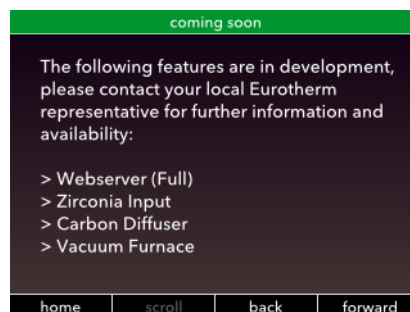 coming soon
The following features are in development,
please contact your local Eurotherm
representative for further information and
availability:
> Webserver (Full)
> Zirconia Input
> Carbon Diffuser
> Vacuum Furnace
home scroll back forward